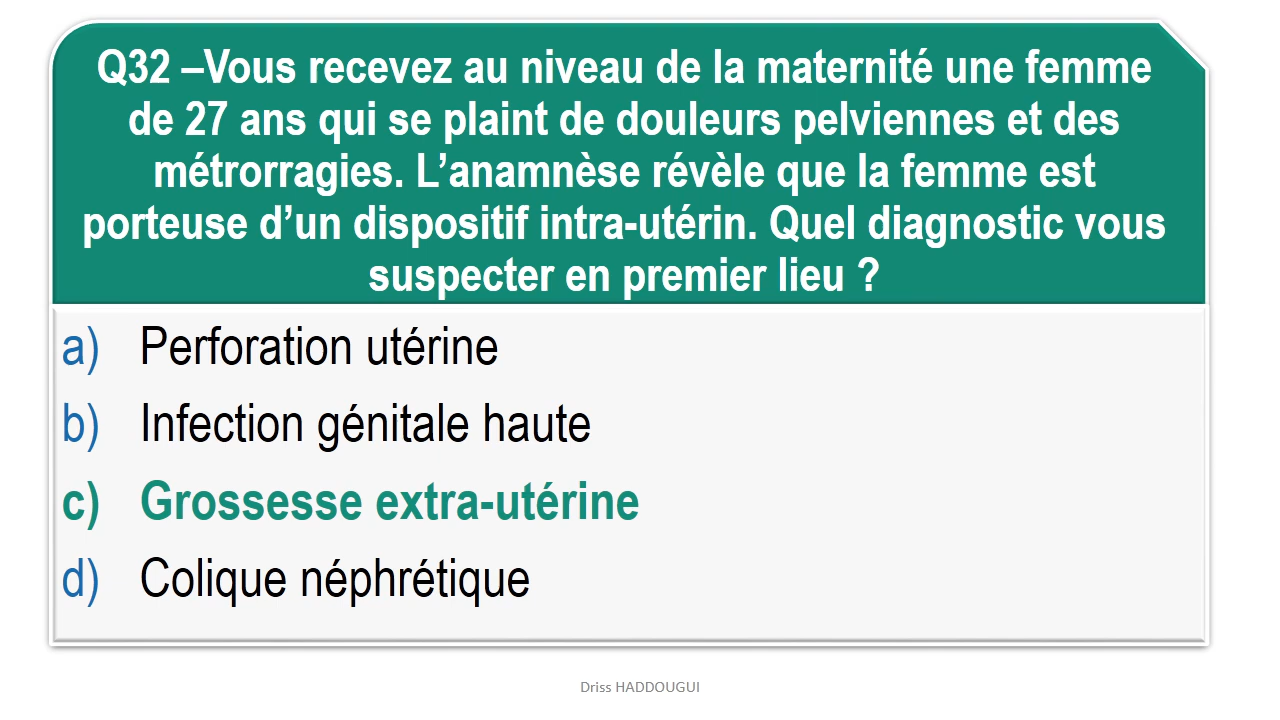 Q32 –Vous recevez au niveau de la maternité une femme
de 27 ans qui se plaint de douleurs pelviennes et des
métrorragies. L’anamnèse révèle que la femme est
porteuse d’un dispositif intra-utérin. Quel diagnostic vous
suspecter en premier lieu ?
a) Perforation utérine
b) Infection génitale haute
c) Grossesse extra-utérine
d) Colique néphrétique
Driss HADDOUGUI